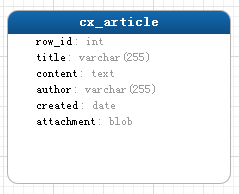 cx_article
row_id: int
title: varchar(255)
content: text
author: varchar(255)
created: date
attachment: blob